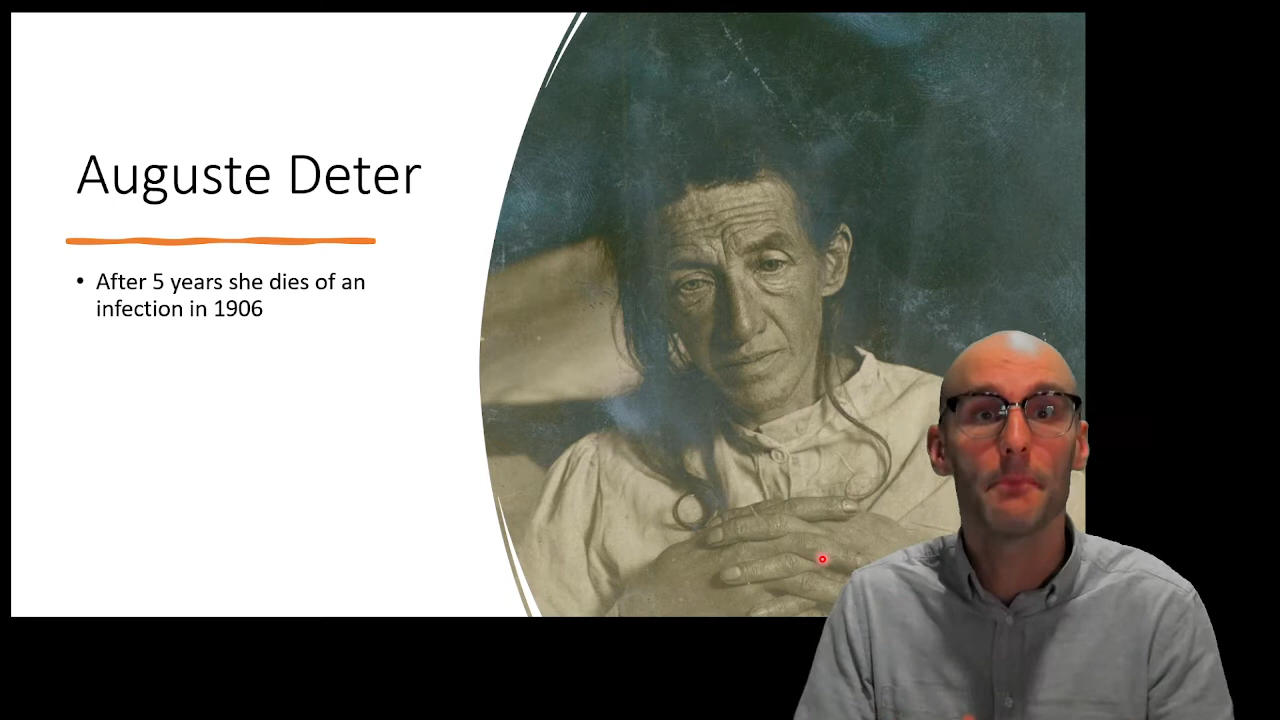 Auguste Deter
• After 5 years she dies of an
infection in 1906